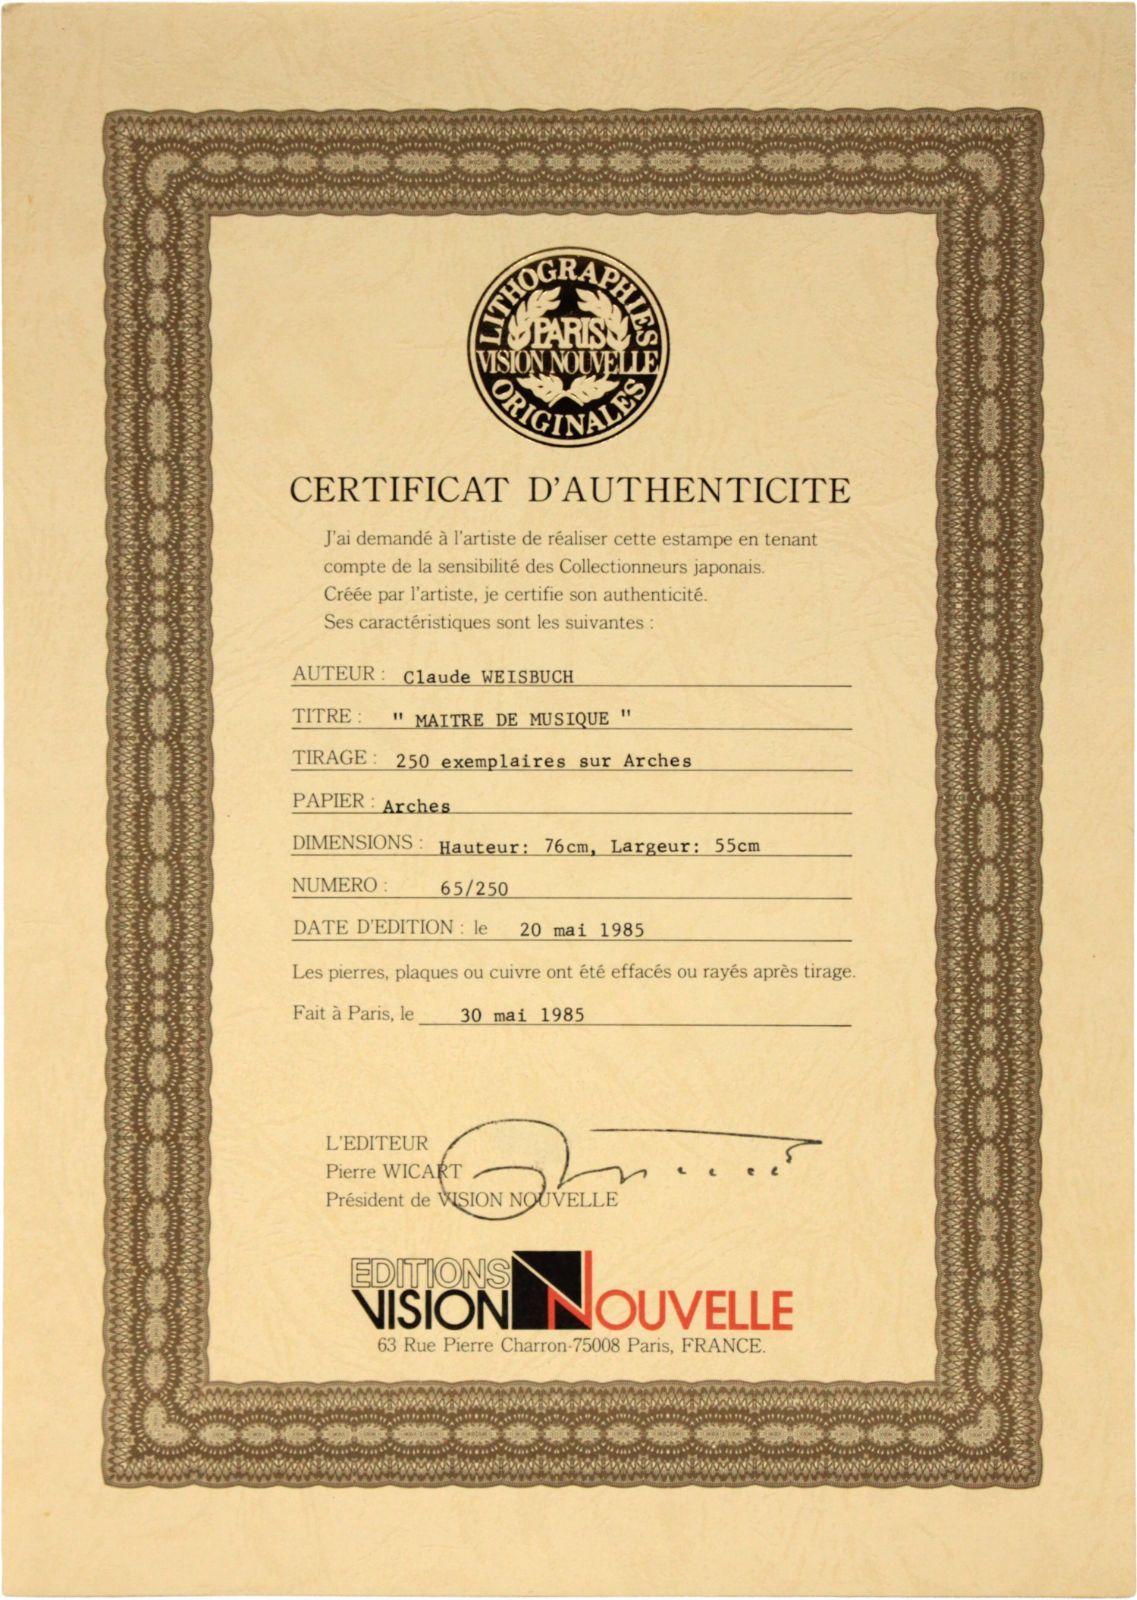 LITHOGRAPHIES
PARIS
VISION NOUVELLE
ORIGINALES
CERTIFICAT D'AUTHENTICITE
J'ai demandé à l'artiste de réaliser cette estampe en tenant
compte de la sensibilité des Collectionneurs japonais.
Créée par l'artiste, je certifie son authenticité.
Ses caractéristiques sont les suivantes :
AUTEUR : Claude WEISBUCH
TITRE : " MAITRE DE MUSIQUE "
TIRAGE : 250 exemplaires sur Arches
PAPIER : Arches
DIMENSIONS : Hauteur: 76cm, Largeur: 55cm
NUMERO : 65/250
DATE D'EDITION : le 20 mai 1985
Les pierres, plaques ou cuivre ont été effacés ou rayés après tirage.
Fait à Paris, le 30 mai 1985
L'EDITEUR
Pierre WICART
Président de VISION NOUVELLE
EDITIONS
VISION NOUVELLE
63 Rue Pierre Charron-75008 Paris, FRANCE.